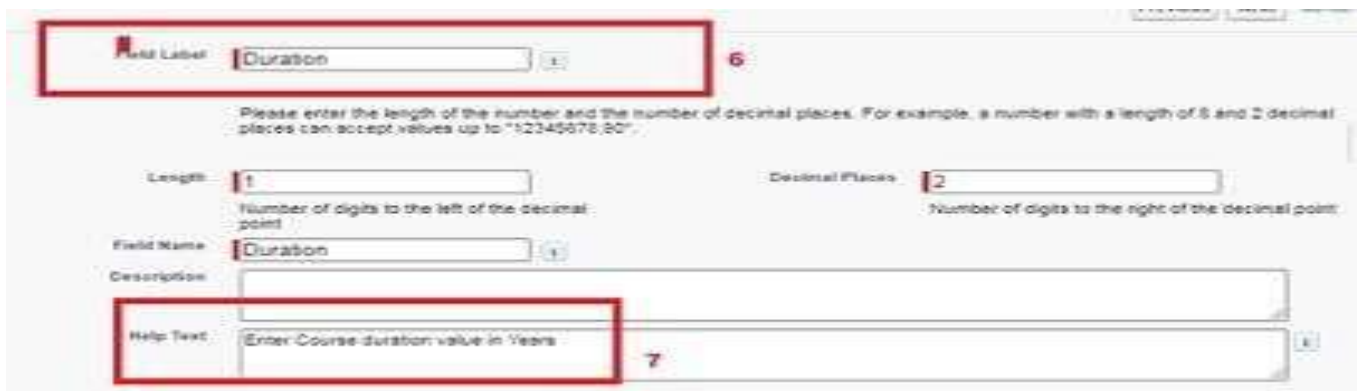 Field Label Duration i 6
Please enter the length of the number and the number of decimal places. For example, a number with a length of 8 and 2 decimal
places can accept values up to "12345678.90".
Length 1 Decimal Places 2
Number of digits to the left of the decimal Number of digits to the right of the decimal point
point
Field Name Duration i
Description
Help Text Enter Course duration value in Years i
7